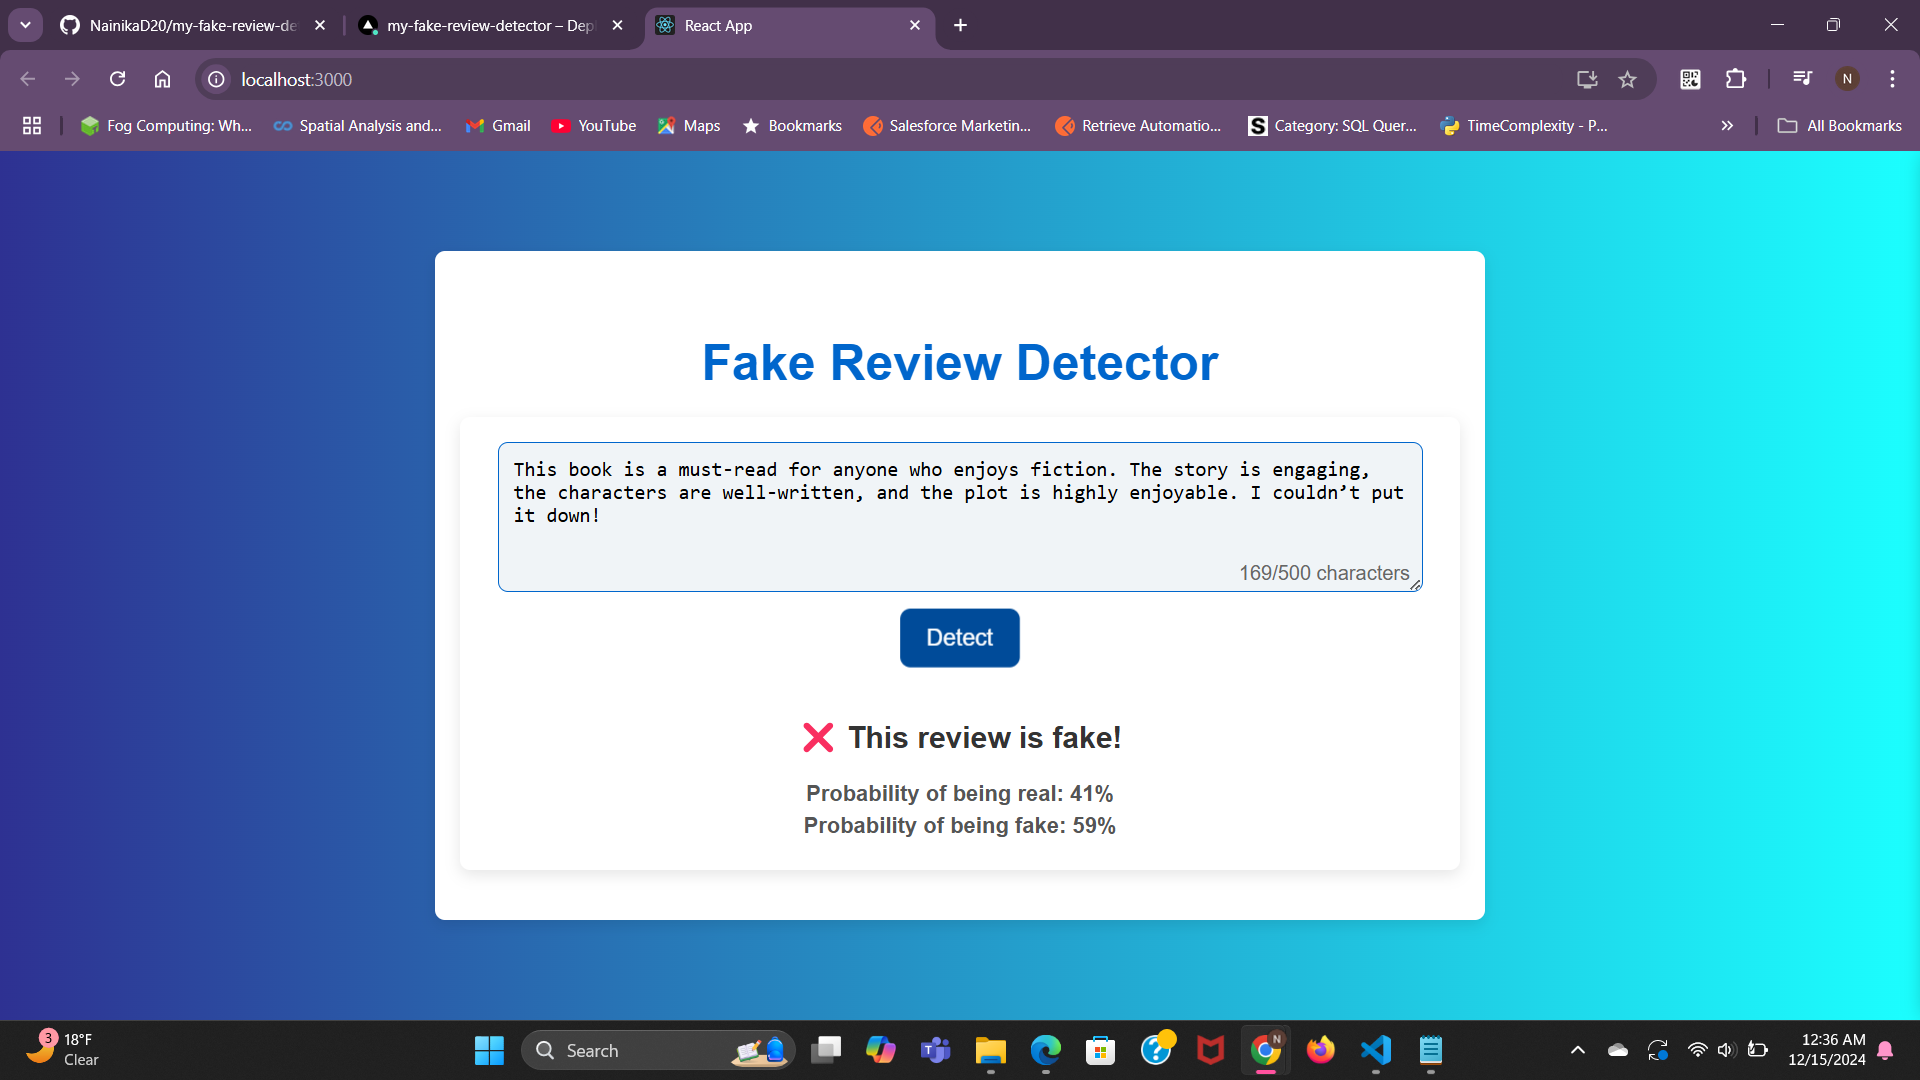 NainikaD20/my-fake-review-de
my-fake-review-detector – Dep
React App
localhost:3000
N
Fog Computing: Wh...
Spatial Analysis and...
Gmail
YouTube
Maps
Bookmarks
Salesforce Marketin...
Retrieve Automatio...
S
Category: SQL Quer...
TimeComplexity - P...
All Bookmarks
Fake Review Detector
This book is a must-read for anyone who enjoys fiction. The story is engaging,
the characters are well-written, and the plot is highly enjoyable. I couldn’t put
it down!
169/500 characters
Detect
❌ This review is fake!
Probability of being real: 41%
Probability of being fake: 59%
3
18°F
Clear
Search
N
12:36 AM
12/15/2024